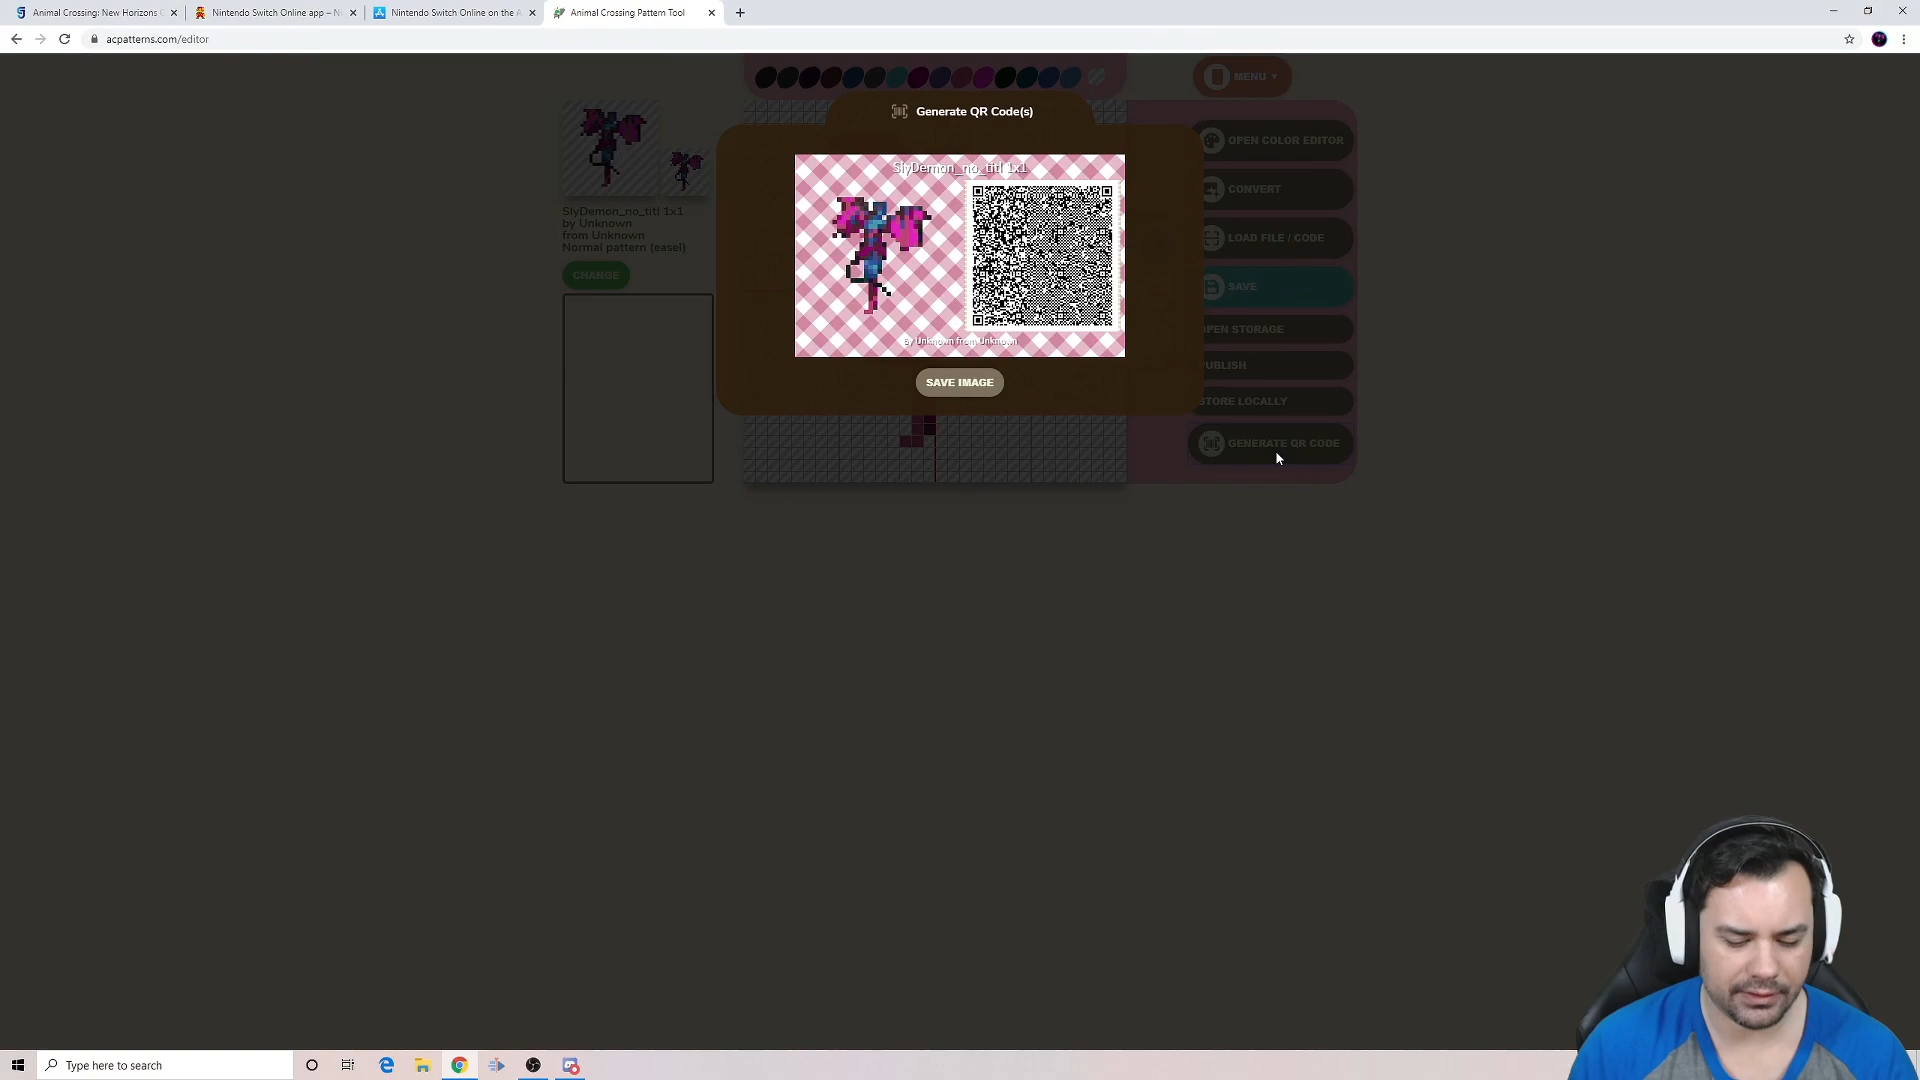 Animal Crossing: New Horizons
Nintendo Switch Online app – Ni
Nintendo Switch Online on the A
Animal Crossing Pattern Tool
acpatterns.com/editor
MENU
Generate QR Code(s)
SlyDemon_no_titl 1x1
by Unknown from Unknown
SAVE IMAGE
SlyDemon_no_titl 1x1
by Unknown
from Unknown
Normal pattern (easel)
CHANGE
OPEN COLOR EDITOR
CONVERT
LOAD FILE / CODE
SAVE
OPEN STORAGE
PUBLISH
STORE LOCALLY
GENERATE QR CODE
Type here to search